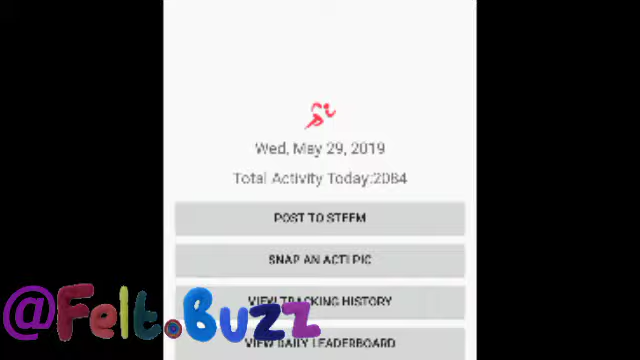 Wed, May 29, 2019
Total Activity Today:2084
POST TO STEEM
SNAP AN ACTI PIC
VIEW TRACKING HISTORY
@Felt.Buzz
VIEW DAILY LEADERBOARD